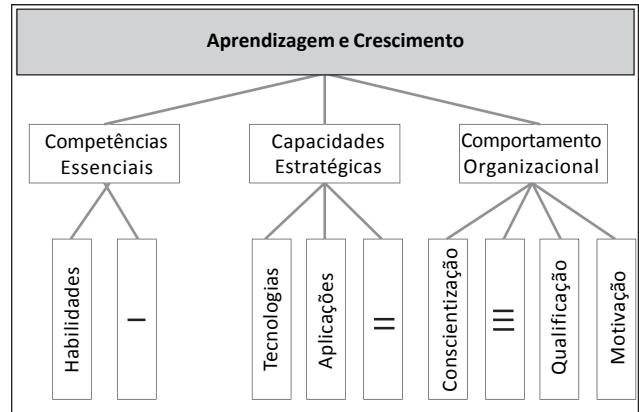 Aprendizagem e Crescimento
Competências
Essenciais
Capacidades
Estratégicas
Comportamento
Organizacional
Habilidades
I
Tecnologias
Aplicações
II
Conscientização
III
Qualificação
Motivação